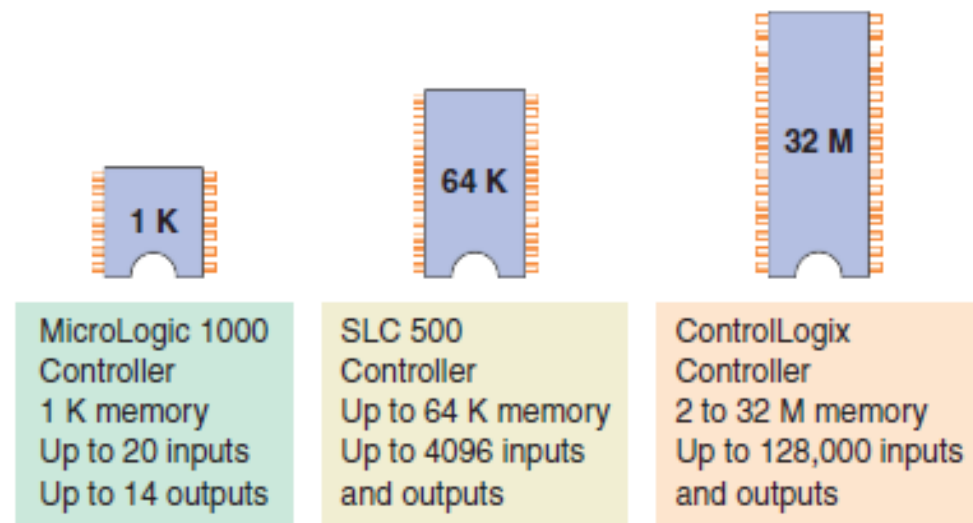 1 K
64 K
32 M
MicroLogic 1000
Controller
1 K memory
Up to 20 inputs
Up to 14 outputs
SLC 500
Controller
Up to 64 K memory
Up to 4096 inputs
and outputs
ControlLogix
Controller
2 to 32 M memory
Up to 128,000 inputs
and outputs